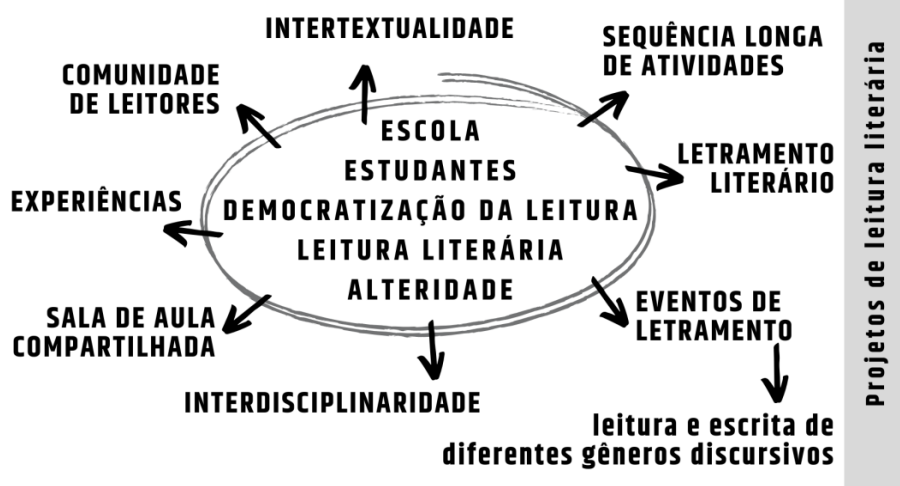 INTERTEXTUALIDADE
SEQUÊNCIA LONGA
DE ATIVIDADES
COMUNIDADE
DE LEITORES
ESCOLA
ESTUDANTES
DEMOCRATIZAÇÃO DA LEITURA
LEITURA LITERÁRIA
ALTERIDADE
LETRAMENTO
LITERÁRIO
EXPERIÊNCIAS
SALA DE AULA
COMPARTILHADA
EVENTOS DE
LETRAMENTO
INTERDISCIPLINARIDADE
leitura e escrita de
diferentes gêneros discursivos
Projetos de leitura literária